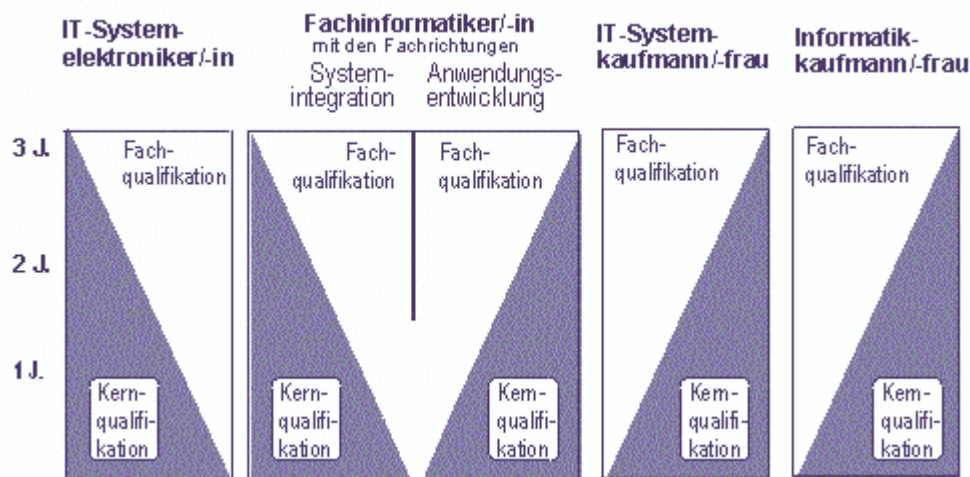 IT-System-
elektroniker/-in
Fachinformatiker/-in
mit den Fachrichtungen
System-
integration
Anwendungs-
entwicklung
IT-System-
kaufmann/-frau
Informatik-
kaufmann/-frau
3 J.
2 J.
1 J.
Fach-
qualifikation
Fach-
qualifikation
Fach-
qualifikation
Fach-
qualifikation
Fach-
qualifikation
Kern-
qualifi-
kation
Kern-
qualifi-
kation
Kern-
qualifi-
kation
Kern-
qualifi-
kation
Kern-
qualifi-
kation